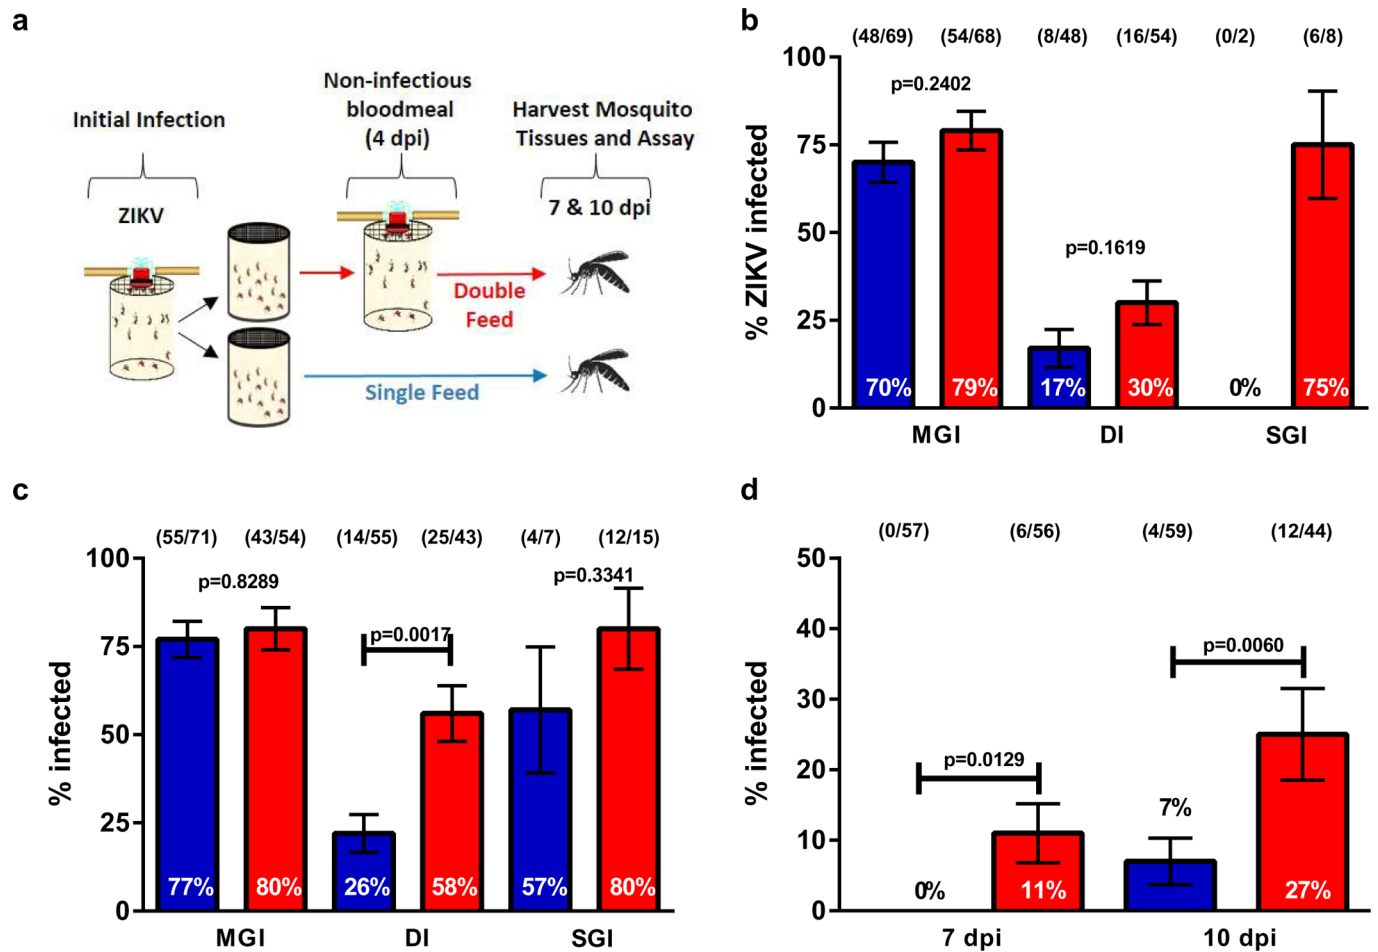 a
Initial Infection
ZIKV
Non-infectious
bloodmeal
(4 dpi)
Harvest Mosquito
Tissues and Assay
7 & 10 dpi
Double
Feed
Single Feed
b
(48/69) (54/68) (8/48) (16/54) (0/2) (6/8)
% ZIKV infected
100
75
50
25
0
p=0.2402
p=0.1619
70% 79% 17% 30% 0% 75%
MGI DI SGI
c
(55/71) (43/54) (14/55) (25/43) (4/7) (12/15)
% infected
100
75
50
25
0
p=0.8289
p=0.0017
p=0.3341
77% 80% 26% 58% 57% 80%
MGI DI SGI
d
(0/57) (6/56) (4/59) (12/44)
% infected
50
40
30
20
10
0
p=0.0129
p=0.0060
0% 11% 7% 27%
7 dpi 10 dpi